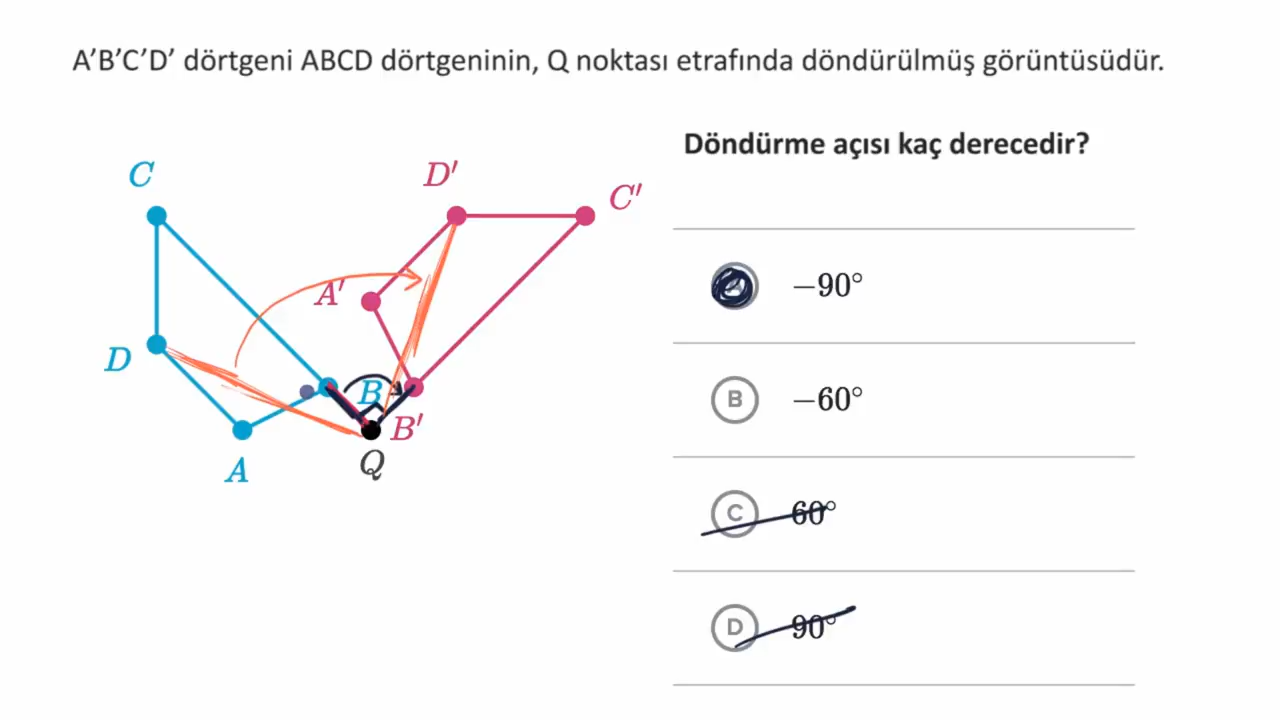 A′B′C′D′ dörtgeni ABCD dörtgeninin, Q noktası etrafında döndürülmüş görüntüsüdür.
Döndürme açısı kaç derecedir?
C
D′
C′
A′
D
B
B′
A
Q
−90°
B −60°
C 60°
D 90°